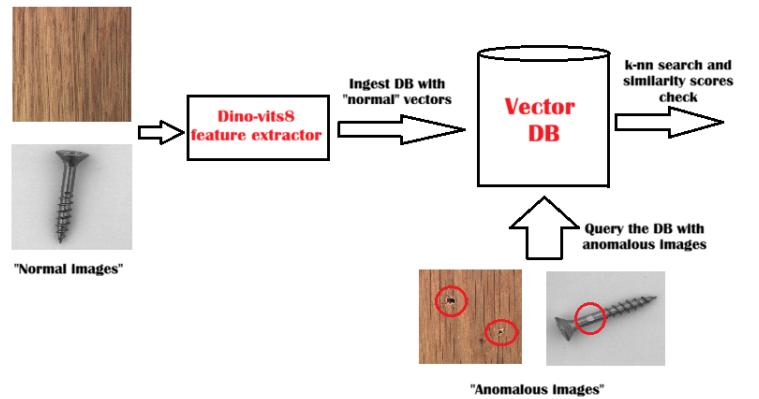 Dino-vits8
feature extractor
"Normal images"
Ingest DB with
"normal" vectors
Vector
DB
k-nn search and
similarity scores
check
Query the DB with
anomalous images
"Anomalous images"